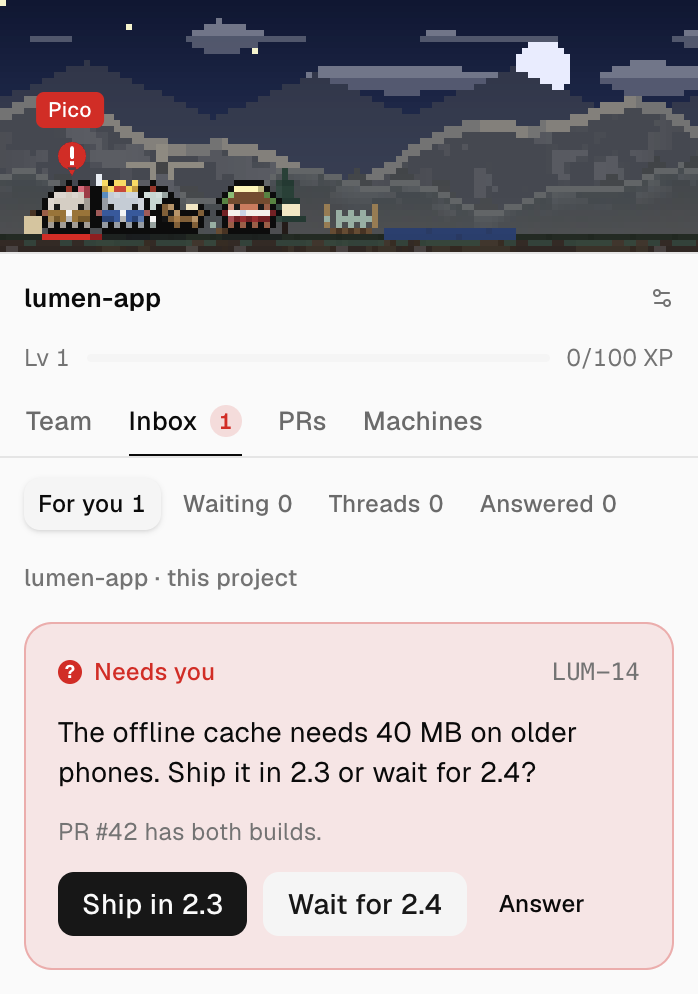 Pico
lumen-app
Lv 1
0/100 XP
Team
Inbox 1
PRs
Machines
For you 1
Waiting 0
Threads 0
Answered 0
lumen-app · this project
Needs you
LUM-14
The offline cache needs 40 MB on older
phones. Ship it in 2.3 or wait for 2.4?
PR #42 has both builds.
Ship in 2.3
Wait for 2.4
Answer